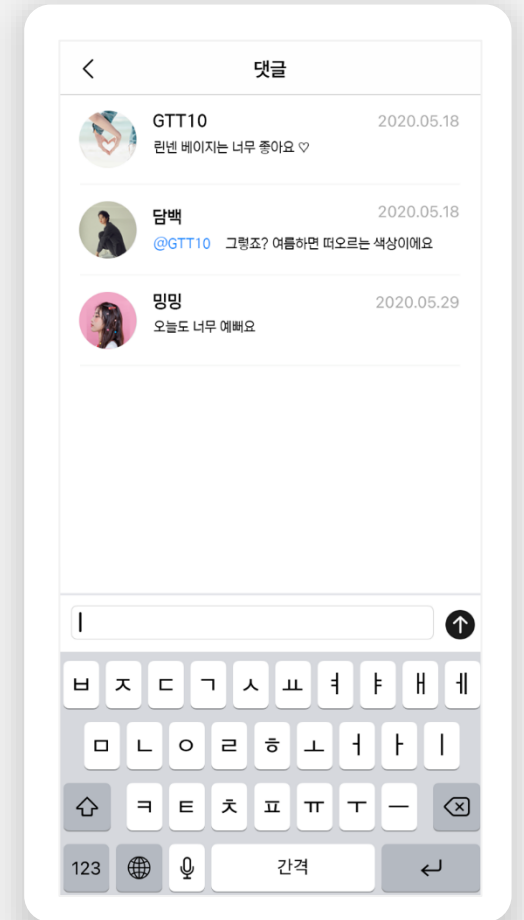 댓글
GTT10 2020.05.18
린넨 베이지는 너무 좋아요 ♡
담백 2020.05.18
@GTT10 그렇죠? 여름하면 떠오르는 색상이에요
밍밍 2020.05.29
오늘도 너무 예뻐요
ㅂ ㅈ ㄷ ㄱ ㅅ ㅛ ㅕ ㅑ ㅐ ㅔ
ㅁ ㄴ ㅇ ㄹ ㅎ ㅗ ㅓ ㅏ ㅣ
ㅋ ㅌ ㅊ ㅍ ㅠ ㅜ ㅡ
123 간격